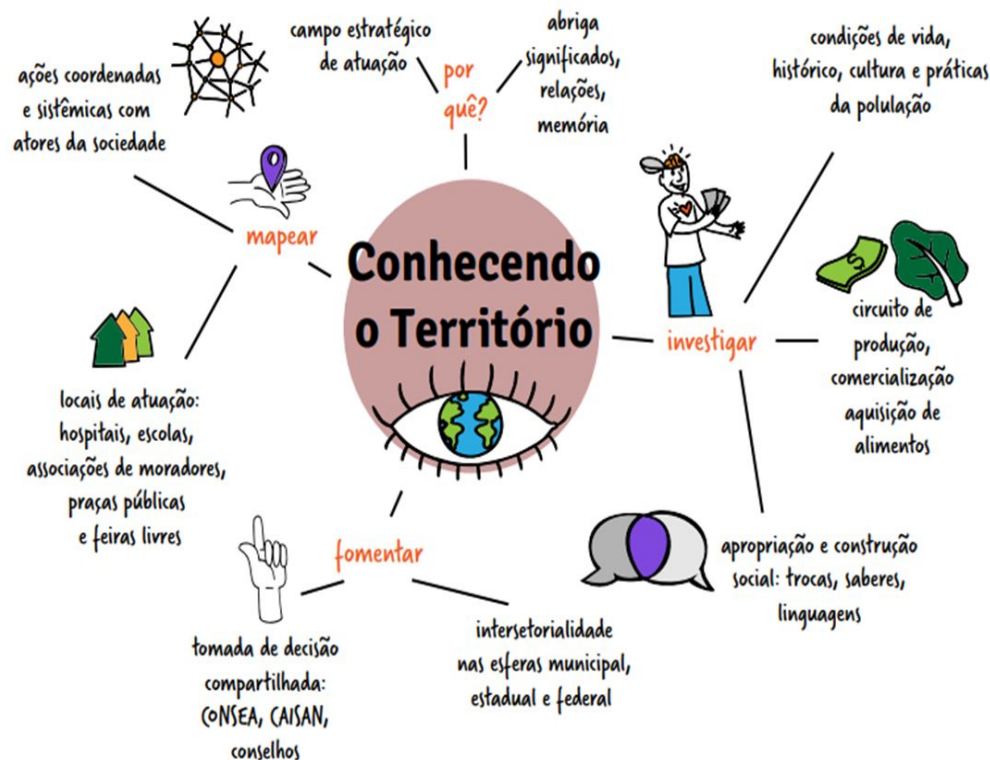 campo estratégico
de atuação
por
quê?
abriga
significados,
relações,
memória
condições de vida,
histórico, cultura e práticas
da polulação
ações coordenadas
e sistêmicas com
atores da sociedade
mapear
Conhecendo
o Território
investigar
$
circuito de
produção,
comercialização
aquisição de
alimentos
locais de atuação:
hospitais, escolas,
associações de moradores,
praças públicas
e feiras livres
fomentar
apropriação e construção
social: trocas, saberes,
linguagens
tomada de decisão
compartilhada:
CONSEA, CAISAN,
conselhos
intersetorialidade
nas esferas municipal,
estadual e federal